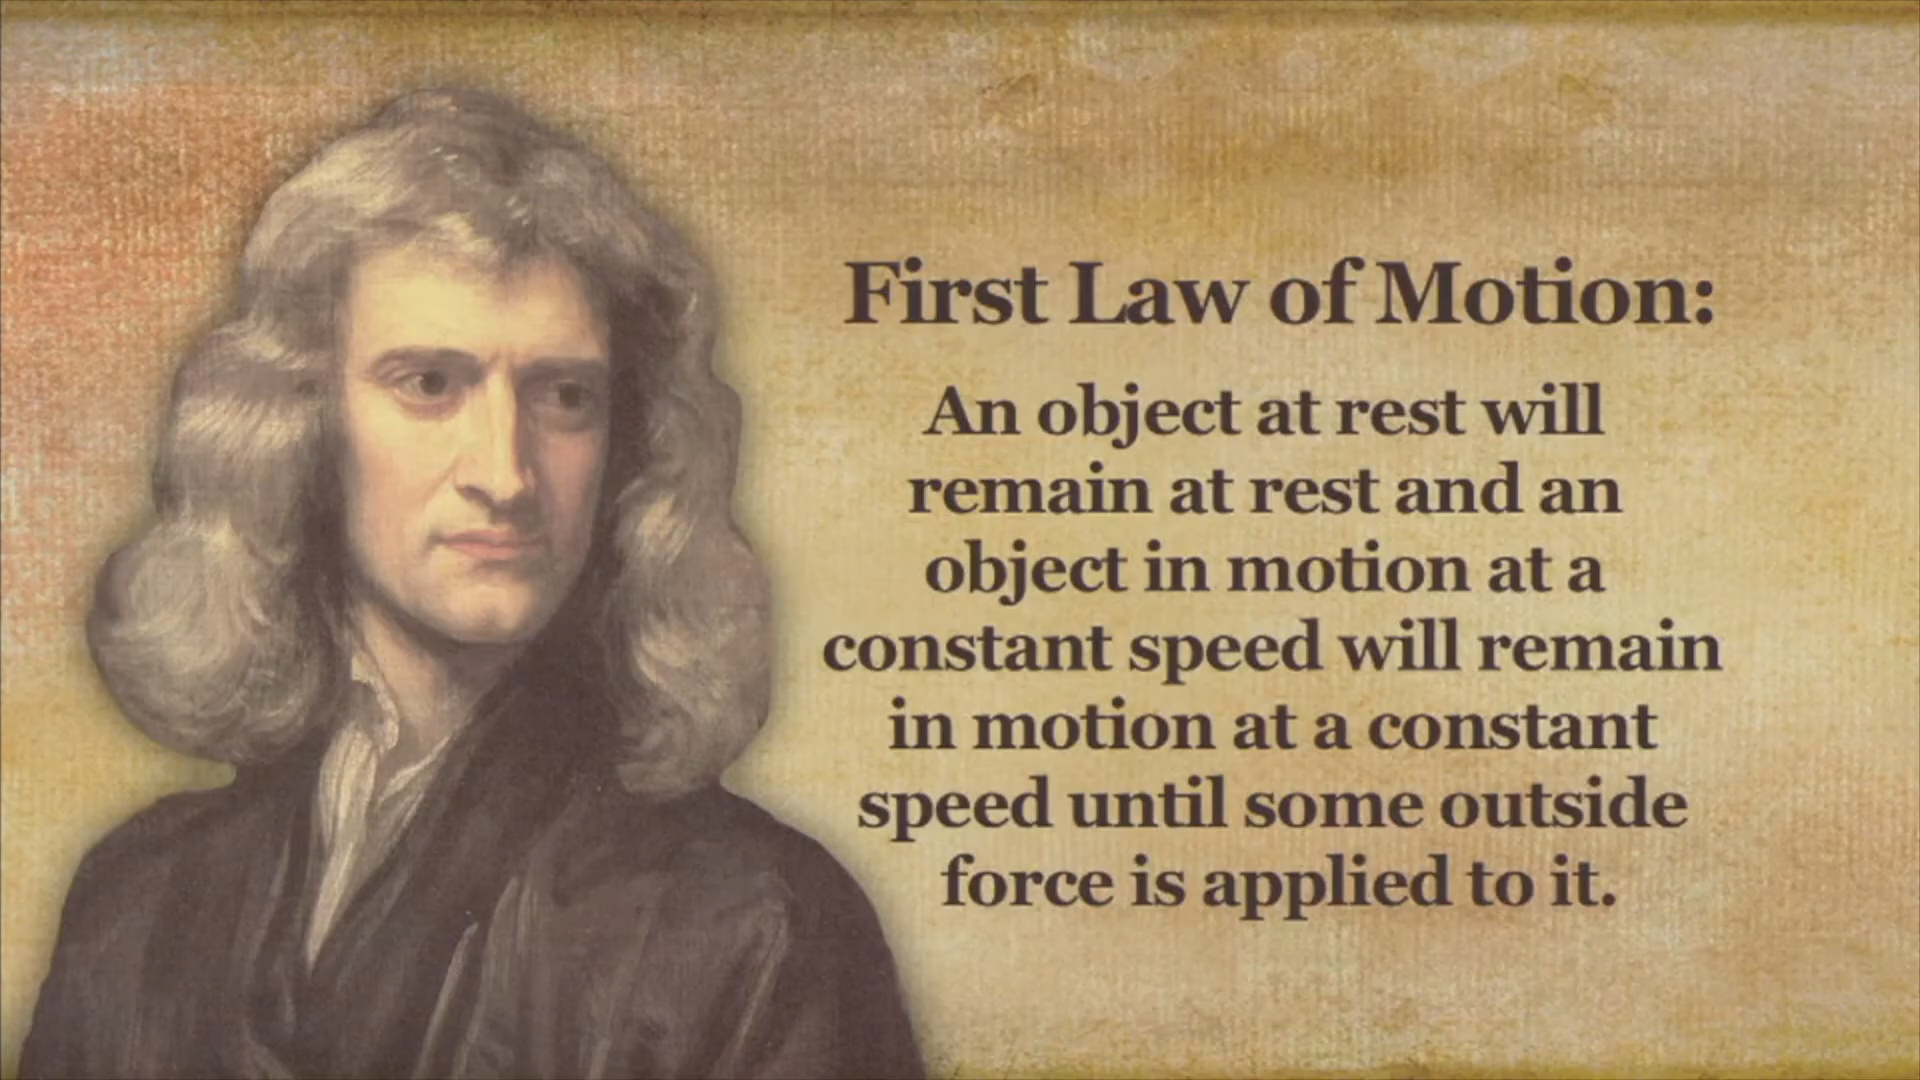 First Law of Motion:
An object at rest will
remain at rest and an
object in motion at a
constant speed will remain
in motion at a constant
speed until some outside
force is applied to it.